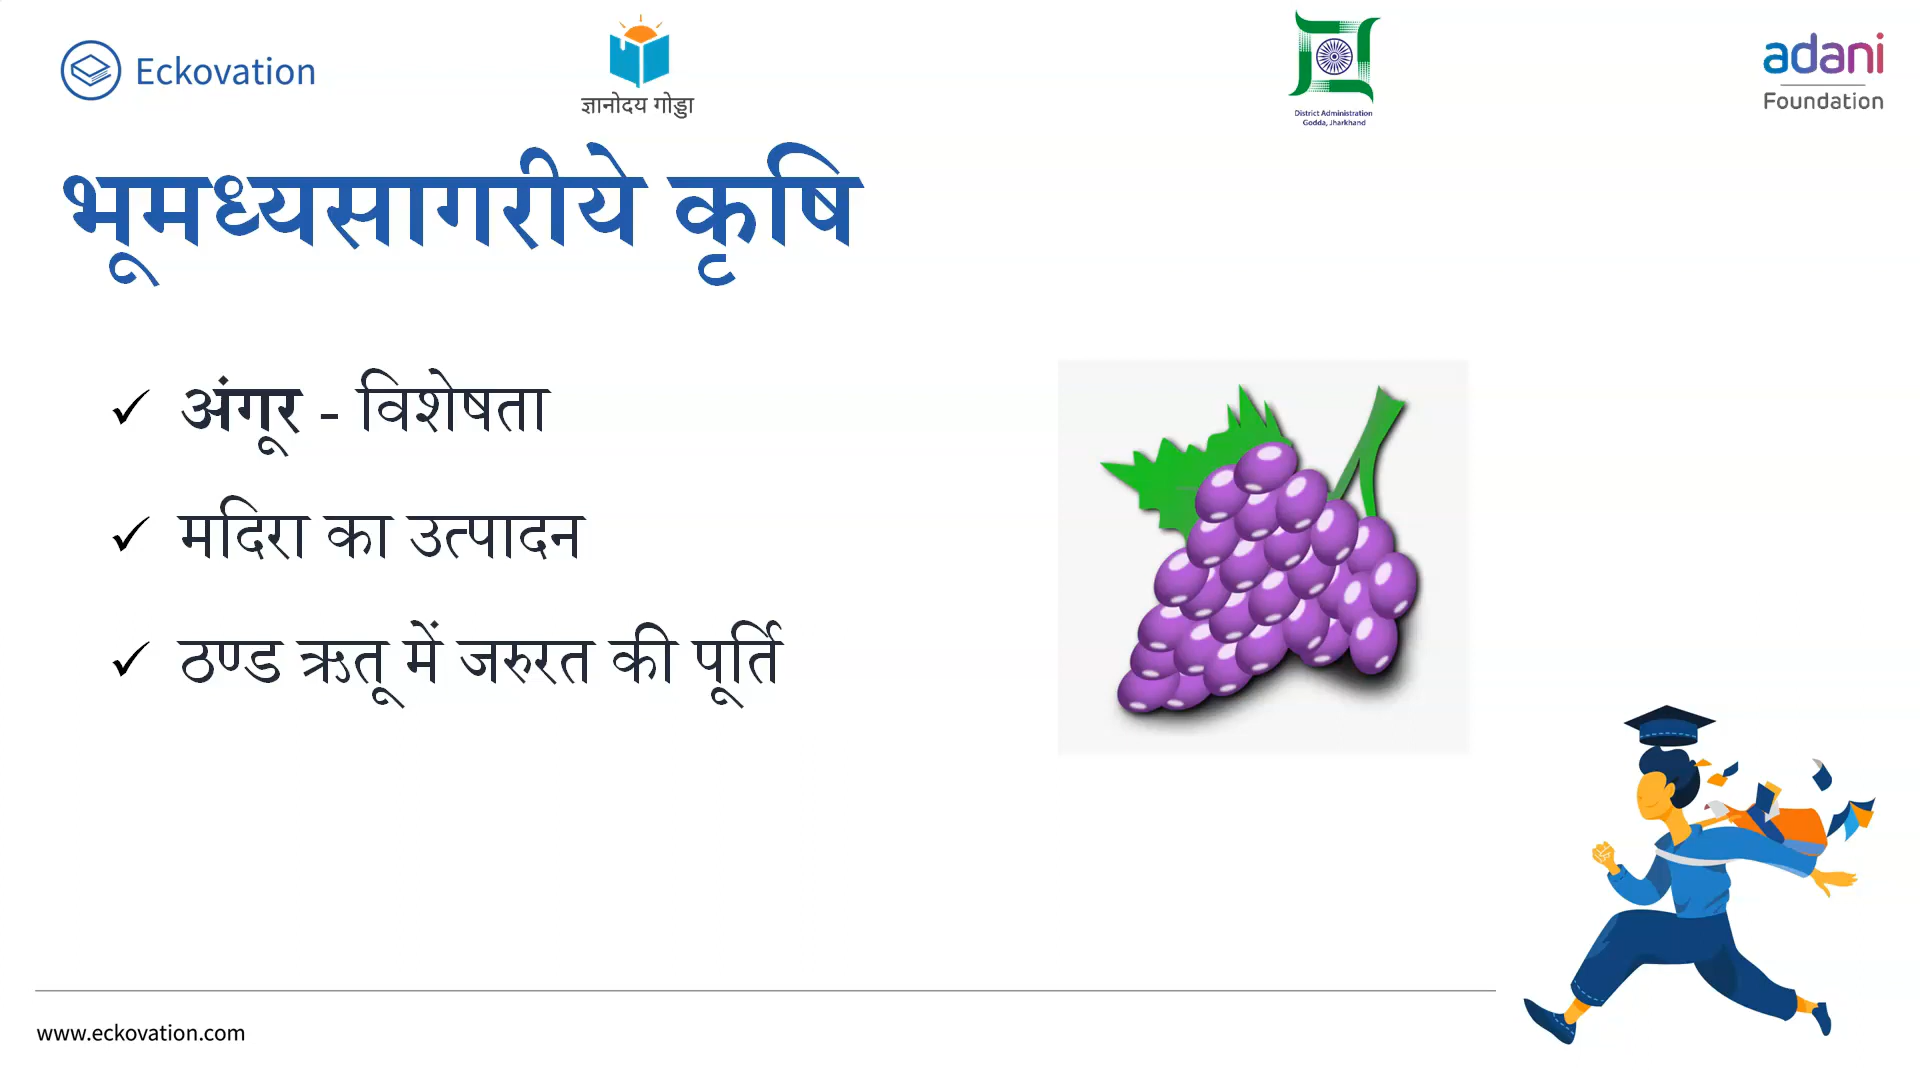 Eckovation
ज्ञानोदय गोड्डा
District Administration
Godda, Jharkhand
adani
Foundation
भूमध्यसागरीये कृषि
✓ अंगूर - विशेषता
✓ मदिरा का उत्पादन
✓ ठण्ड ऋतू में जरुरत की पूर्ति
www.eckovation.com